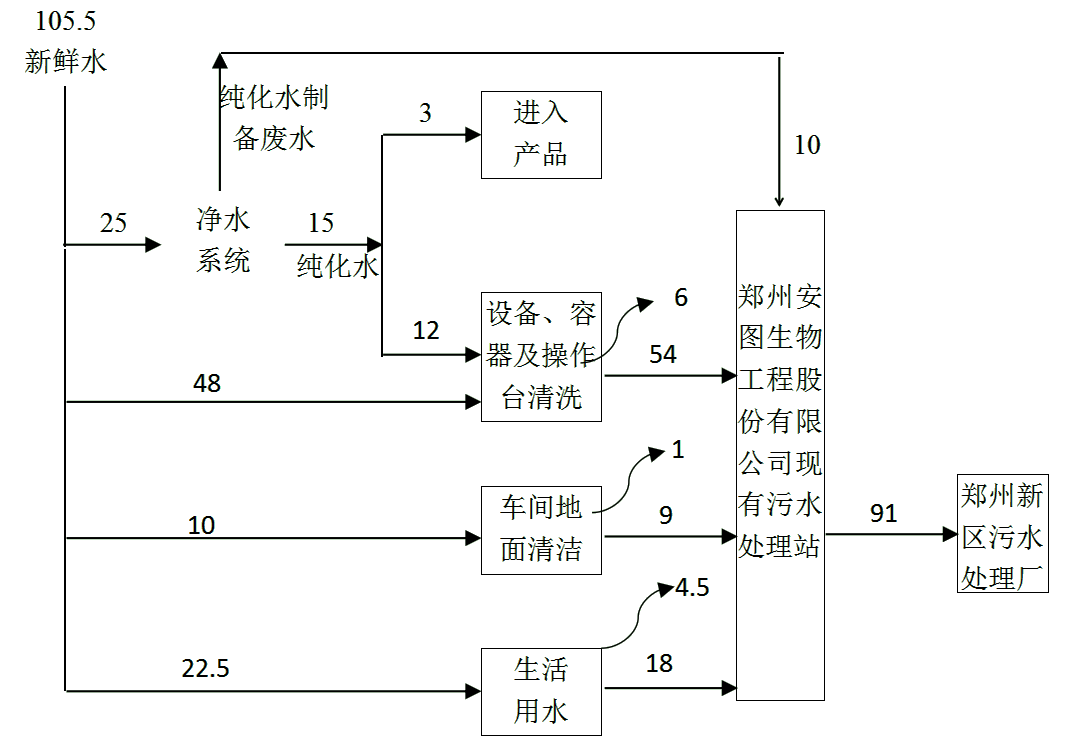 105.5
新鲜水
纯化水制
备废水
3
进入
产品
10
25
净水
系统
15
纯化水
12
设备、容
器及操作
台清洗
6
54
48
郑州安
图生物
工程股
份有限
公司现
有污水
处理站
10
车间地
面清洁
1
9
91
郑州新
区污水
处理厂
22.5
生活
用水
4.5
18